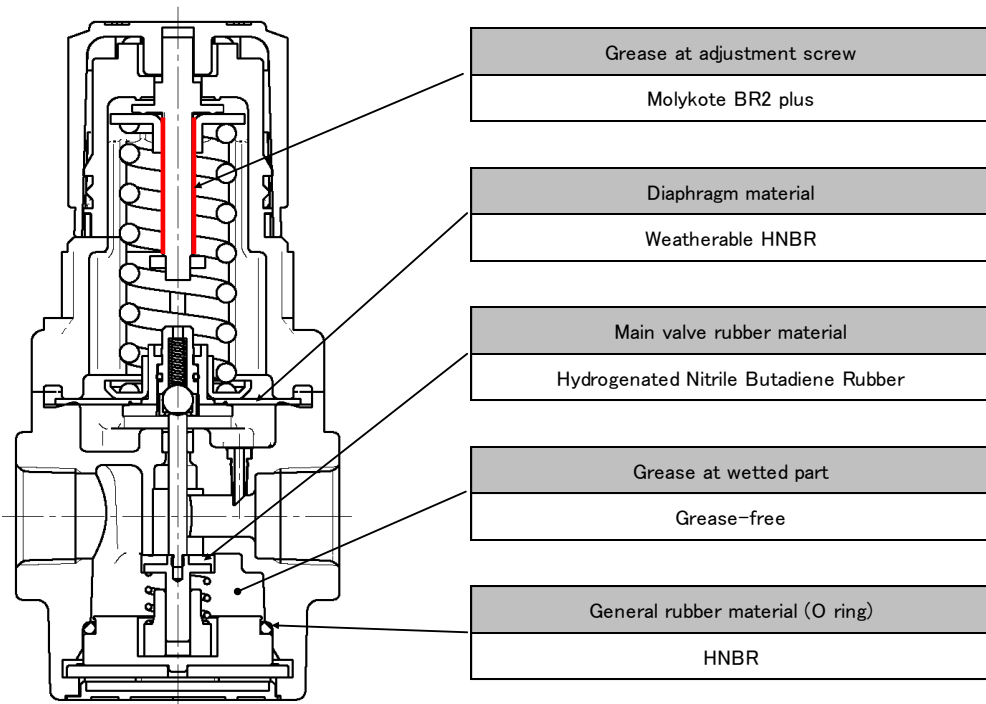 Grease at adjustment screw
Molykote BR2 plus
Diaphragm material
Weatherable HNBR
Main valve rubber material
Hydrogenated Nitrile Butadiene Rubber
Grease at wetted part
Grease-free
General rubber material (O ring)
HNBR